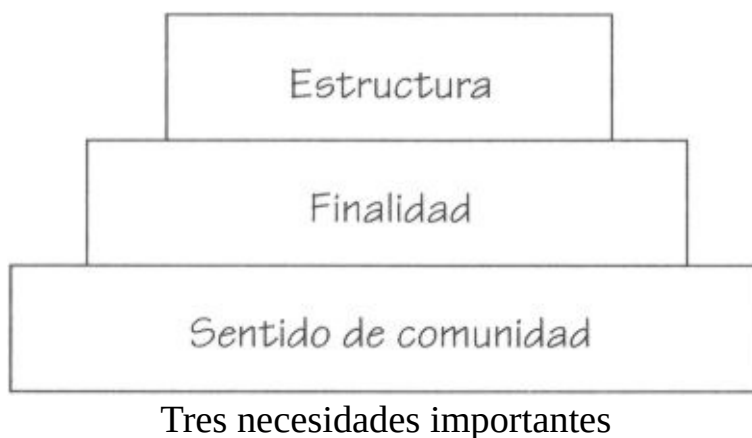 Estructura
Finalidad
Sentido de comunidad
Tres necesidades importantes